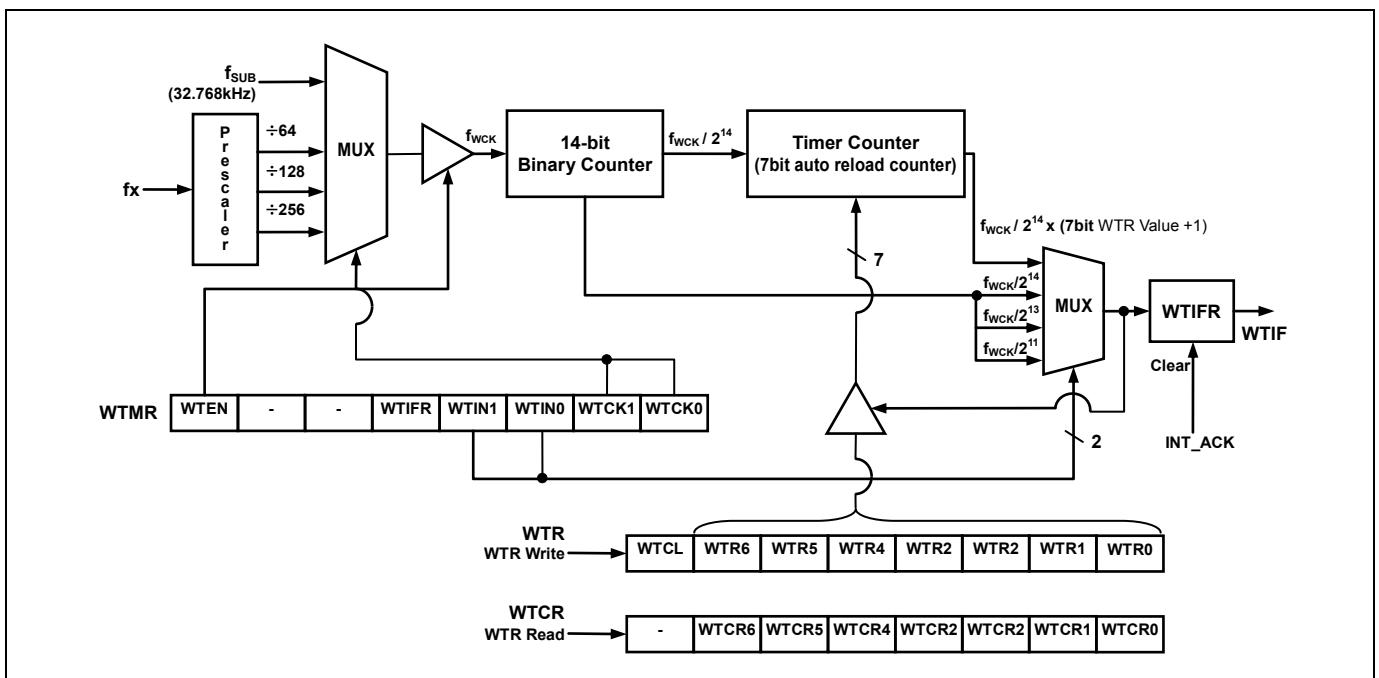 fSUB
(32.768kHz)
Prescaler
÷64
÷128
÷256
fx
MUX
fWCK
14-bit
Binary Counter
fWCK / 2^14
Timer Counter
(7bit auto reload counter)
fWCK / 2^14 x (7bit WTR Value +1)
7
fWCK/2^14
fWCK/2^13
fWCK/2^11
MUX
WTIFR
WTIF
Clear
INT_ACK
2
WTMR
WTEN - - WTIFR WTIN1 WTIN0 WTCK1 WTCK0
WTR
WTR Write
WTCL WTR6 WTR5 WTR4 WTR2 WTR2 WTR1 WTR0
WTCR
WTR Read
- WTCR6 WTCR5 WTCR4 WTCR2 WTCR2 WTCR1 WTCR0